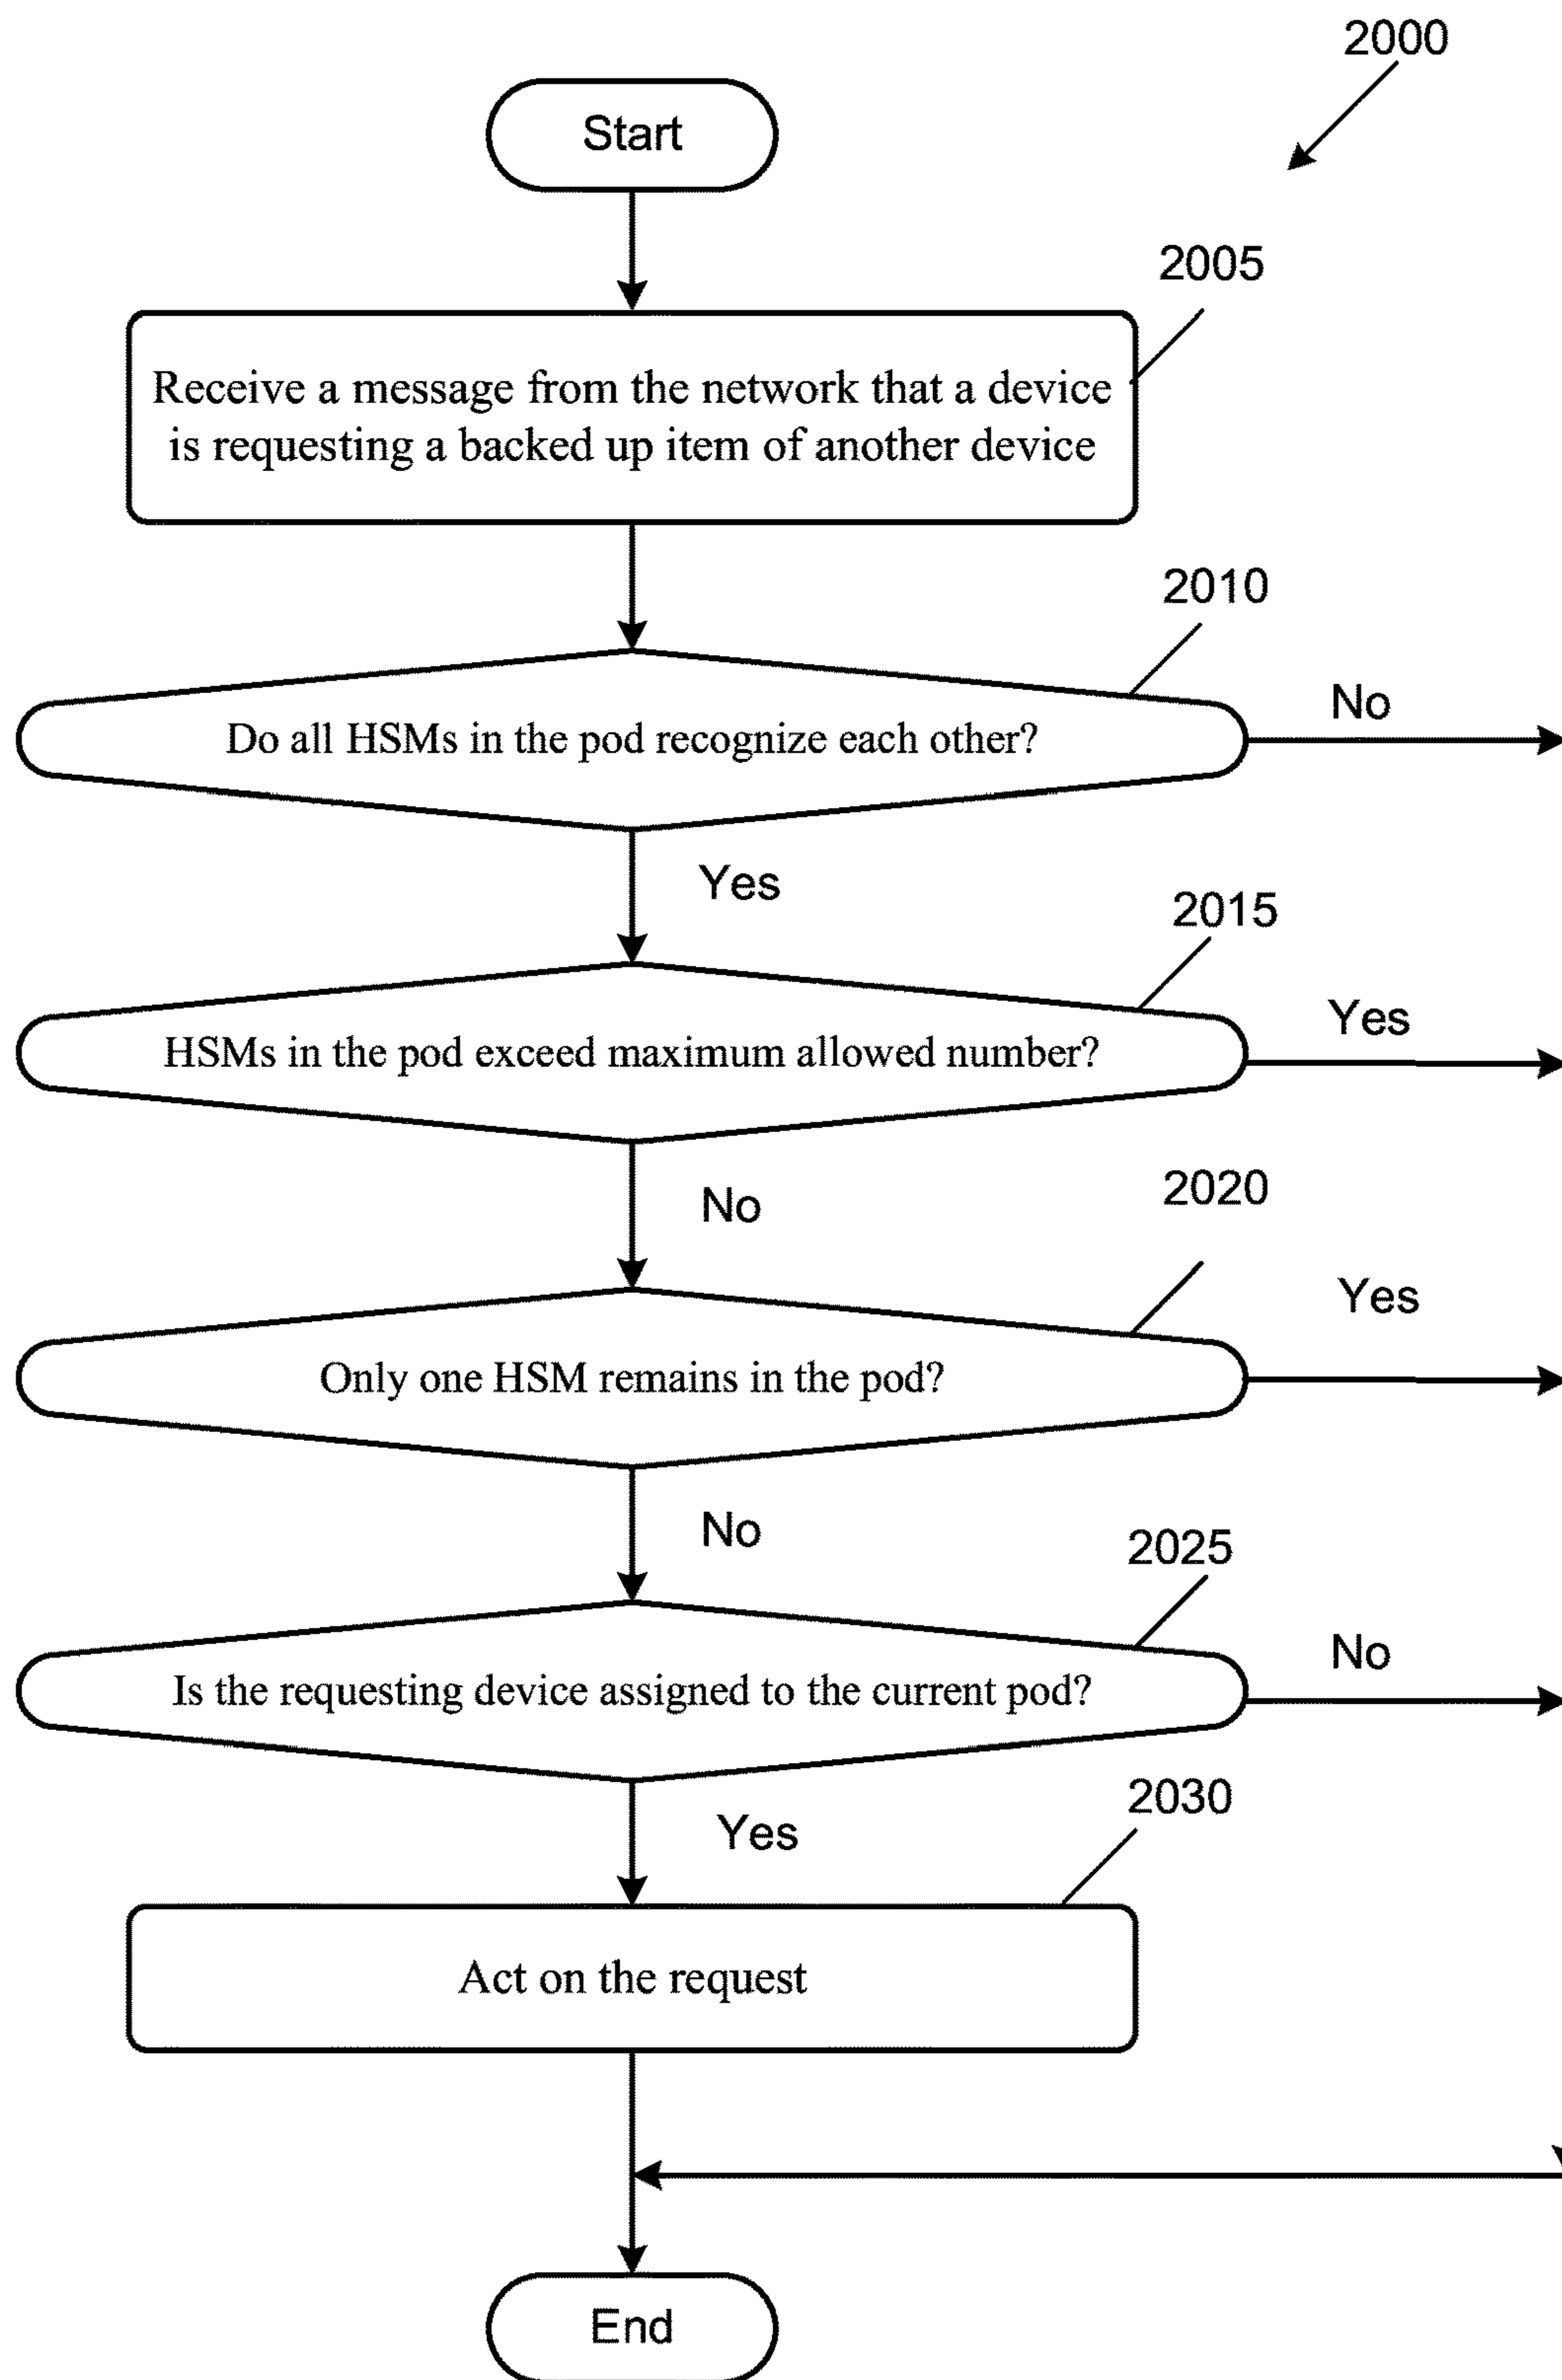 2000
Start
2005
Receive a message from the network that a device
is requesting a backed up item of another device
2010
Do all HSMs in the pod recognize each other?
No
Yes
2015
HSMs in the pod exceed maximum allowed number?
Yes
No
2020
Only one HSM remains in the pod?
Yes
No
2025
Is the requesting device assigned to the current pod?
No
Yes
2030
Act on the request
End